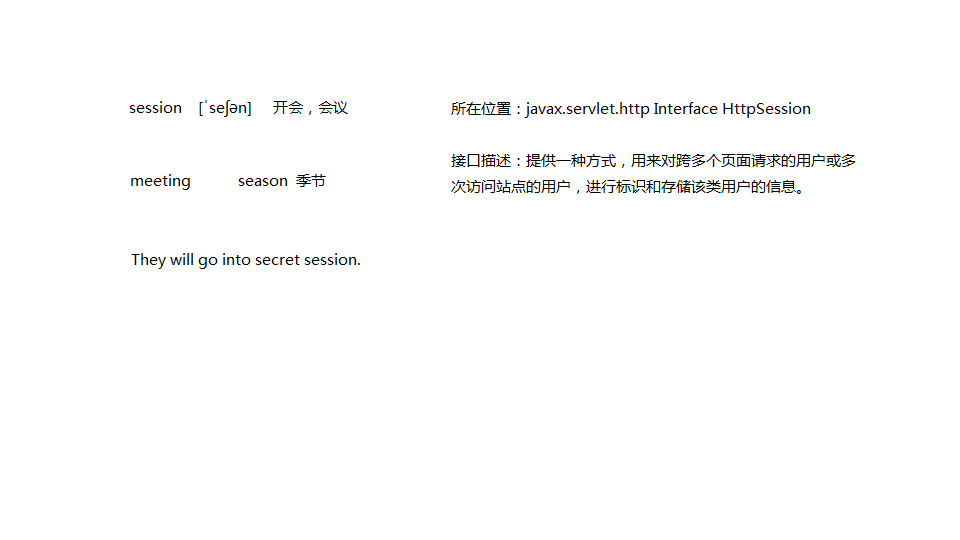 session [ˈseʃən] 开会，会议
meeting season 季节
They will go into secret session.
所在位置：javax.servlet.http Interface HttpSession
接口描述：提供一种方式，用来对跨多个页面请求的用户或多
次访问站点的用户，进行标识和存储该类用户的信息。